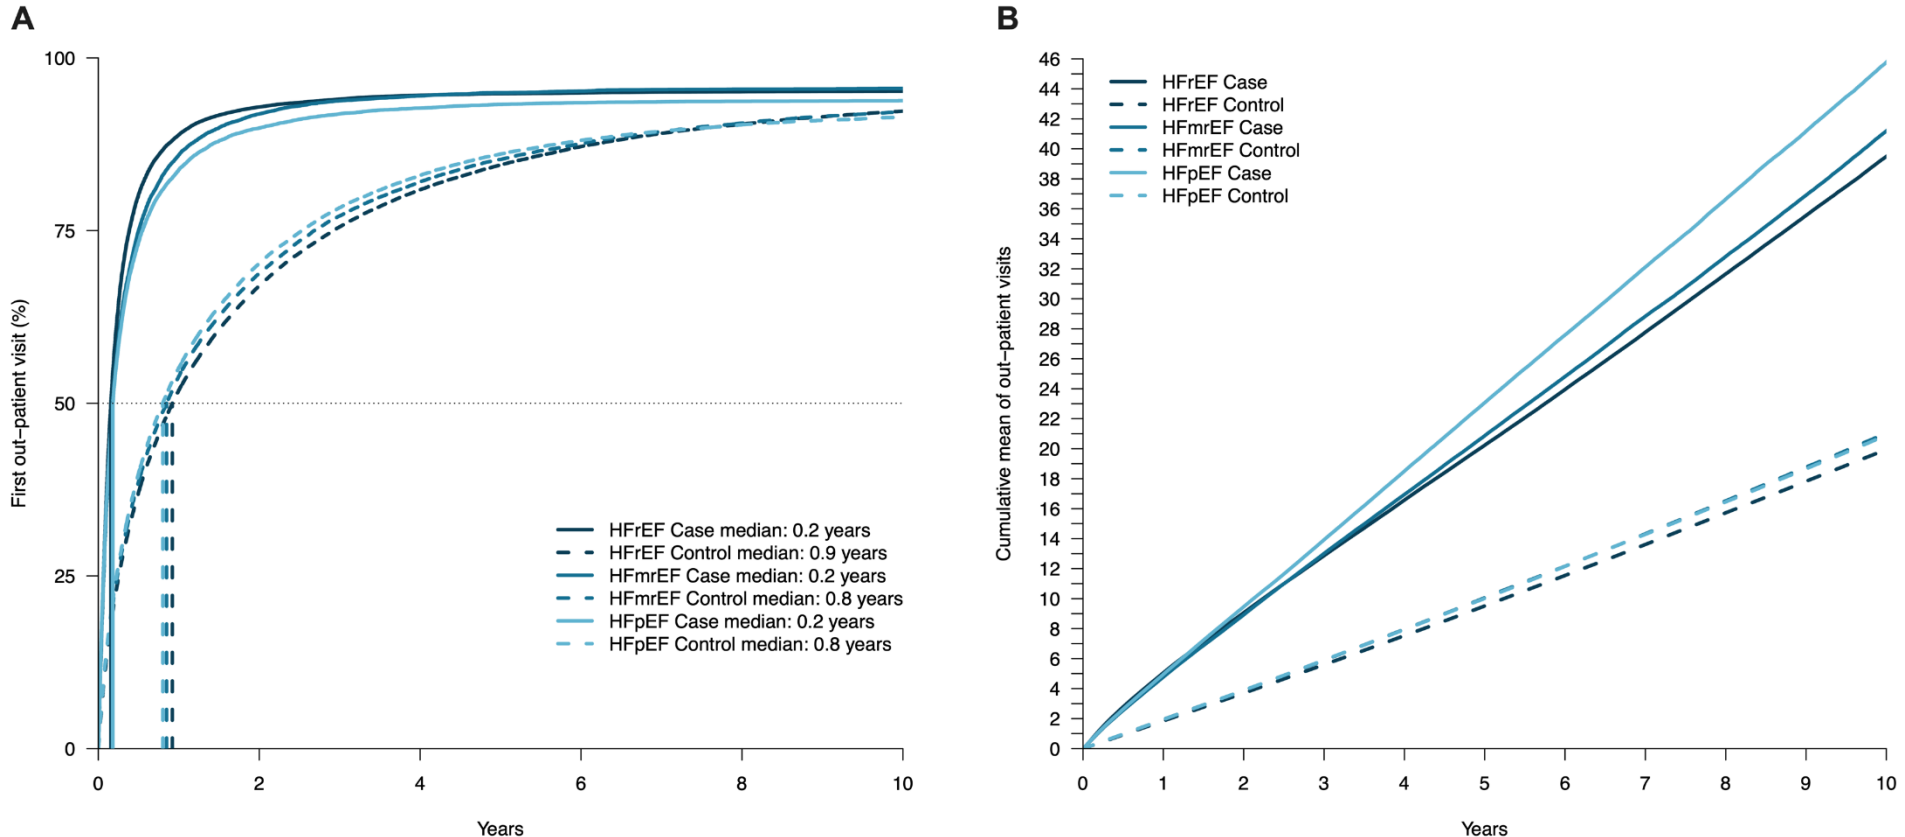 A
First out-patient visit (%)
100
75
50
25
0
HFrEF Case median: 0.2 years
HFrEF Control median: 0.9 years
HFmrEF Case median: 0.2 years
HFmrEF Control median: 0.8 years
HFpEF Case median: 0.2 years
HFpEF Control median: 0.8 years
0 2 4 6 8 10
Years
B
Cumulative mean of out-patient visits
46
44
42
40
38
36
34
32
30
28
26
24
22
20
18
16
14
12
10
8
6
4
2
0
HFrEF Case
HFrEF Control
HFmrEF Case
HFmrEF Control
HFpEF Case
HFpEF Control
0 1 2 3 4 5 6 7 8 9 10
Years